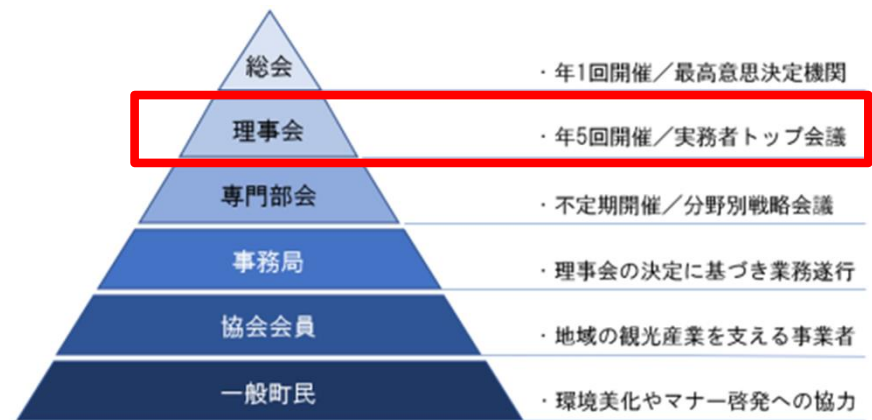 総会
・年1回開催／最高意思決定機関
理事会
・年5回開催／実務者トップ会議
専門部会
・不定期開催／分野別戦略会議
事務局
・理事会の決定に基づき業務遂行
協会会員
・地域の観光産業を支える事業者
一般町民
・環境美化やマナー啓発への協力